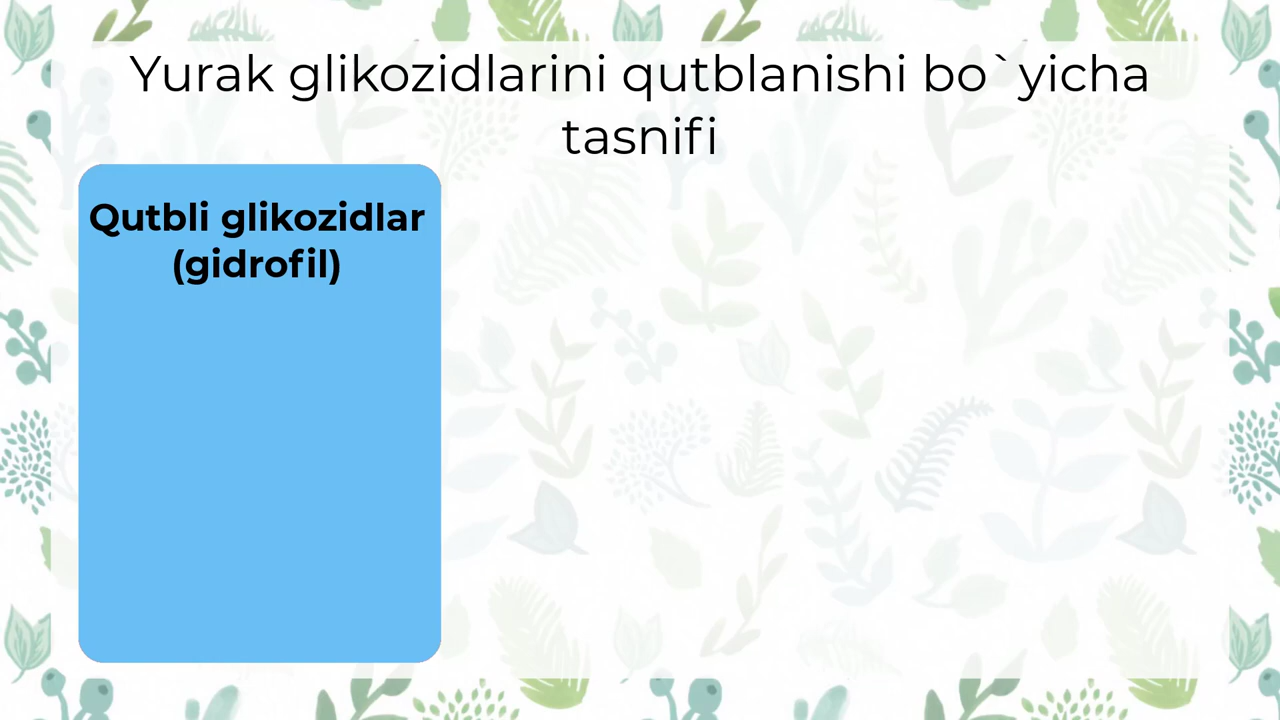 Yurak glikozidlarini qutblanishi bo`yicha
tasnifi
Qutbli glikozidlar
(gidrofil)